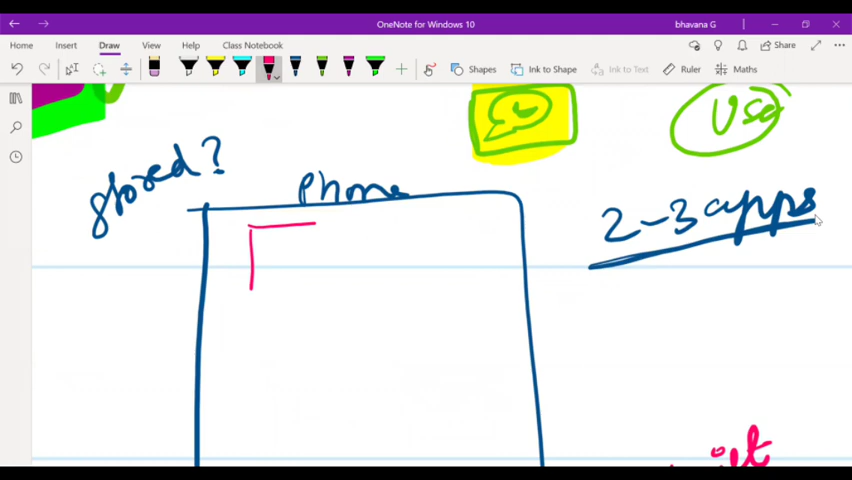 OneNote for Windows 10
bhavana G
Home Insert Draw View Help Class Notebook
Share
Shapes Ink to Shape Ink to Text Ruler Maths
Use
stored?
Phone
2-3 apps